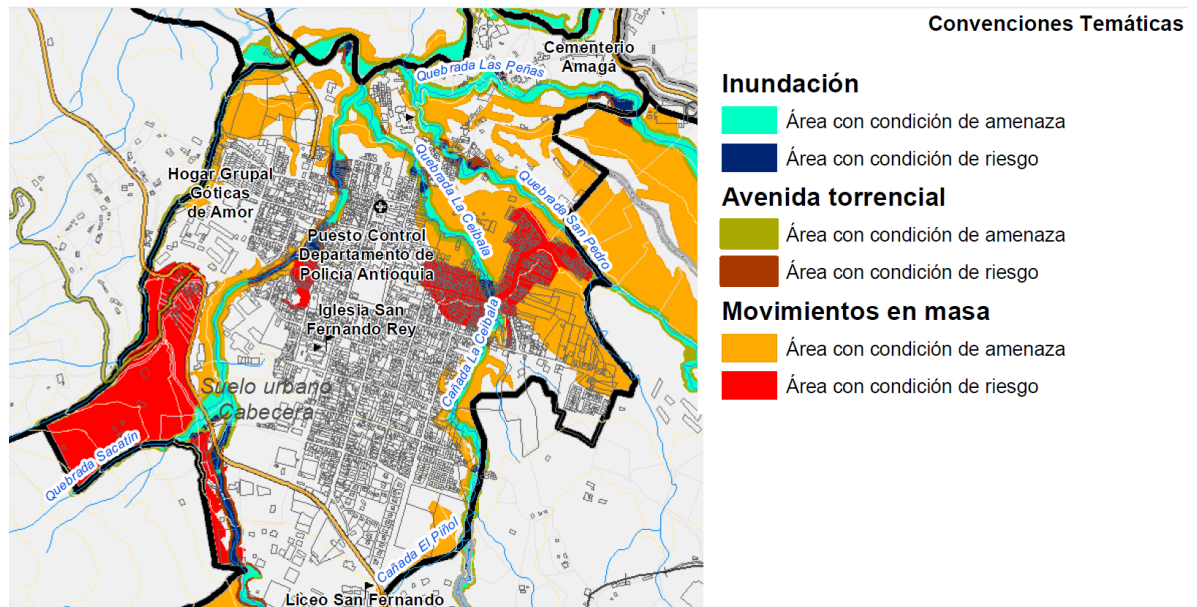 Convenciones Temáticas
Inundación
Área con condición de amenaza
Área con condición de riesgo
Avenida torrencial
Área con condición de amenaza
Área con condición de riesgo
Movimientos en masa
Área con condición de amenaza
Área con condición de riesgo
Cementerio
Amagá
Quebrada Las Peñas
Quebrada La Ceibala
Quebrada San Pedro
Hogar Grupal
Goticas
de Amor
Puesto Control
Departamento de
Policia Antioquia
Iglesia San
Fernando Rey
Cañada La Ceibala
Suelo urbano
Cabecera
Quebrada Sacatín
Cañada El Piñol
Liceo San Fernando